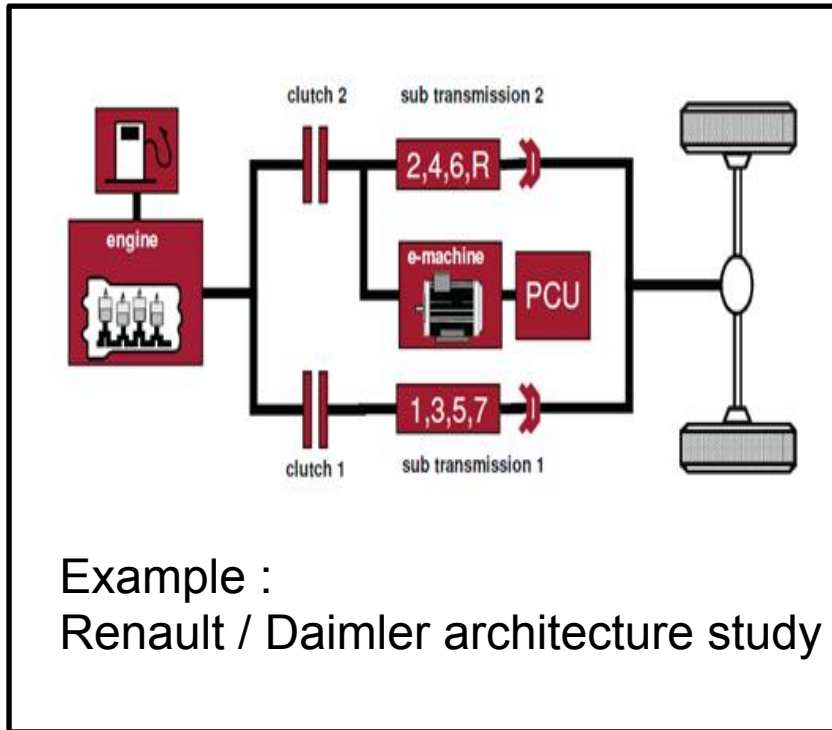 clutch 2
sub transmission 2
2,4,6,R
engine
e-machine
PCU
1,3,5,7
clutch 1
sub transmission 1
Example :
Renault / Daimler architecture study